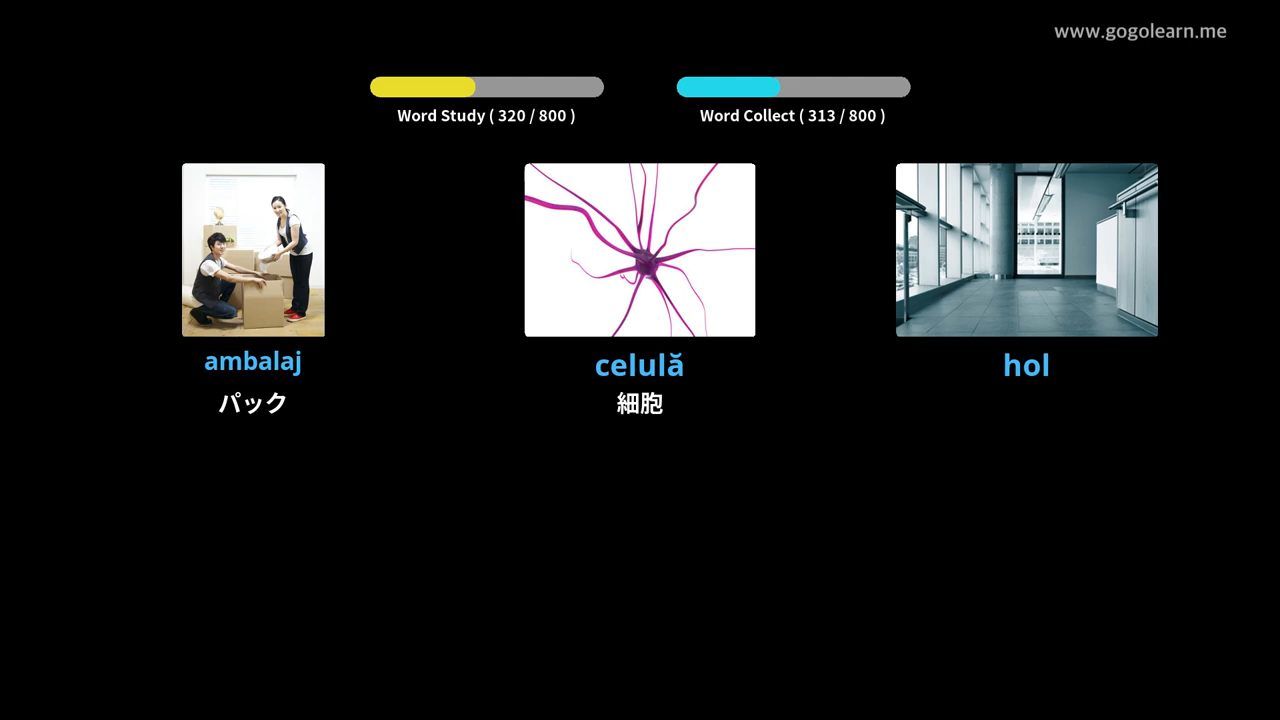 www.gogolearn.me
Word Study ( 320 / 800 )
Word Collect ( 313 / 800 )
ambalaj
パック
celulă
細胞
hol